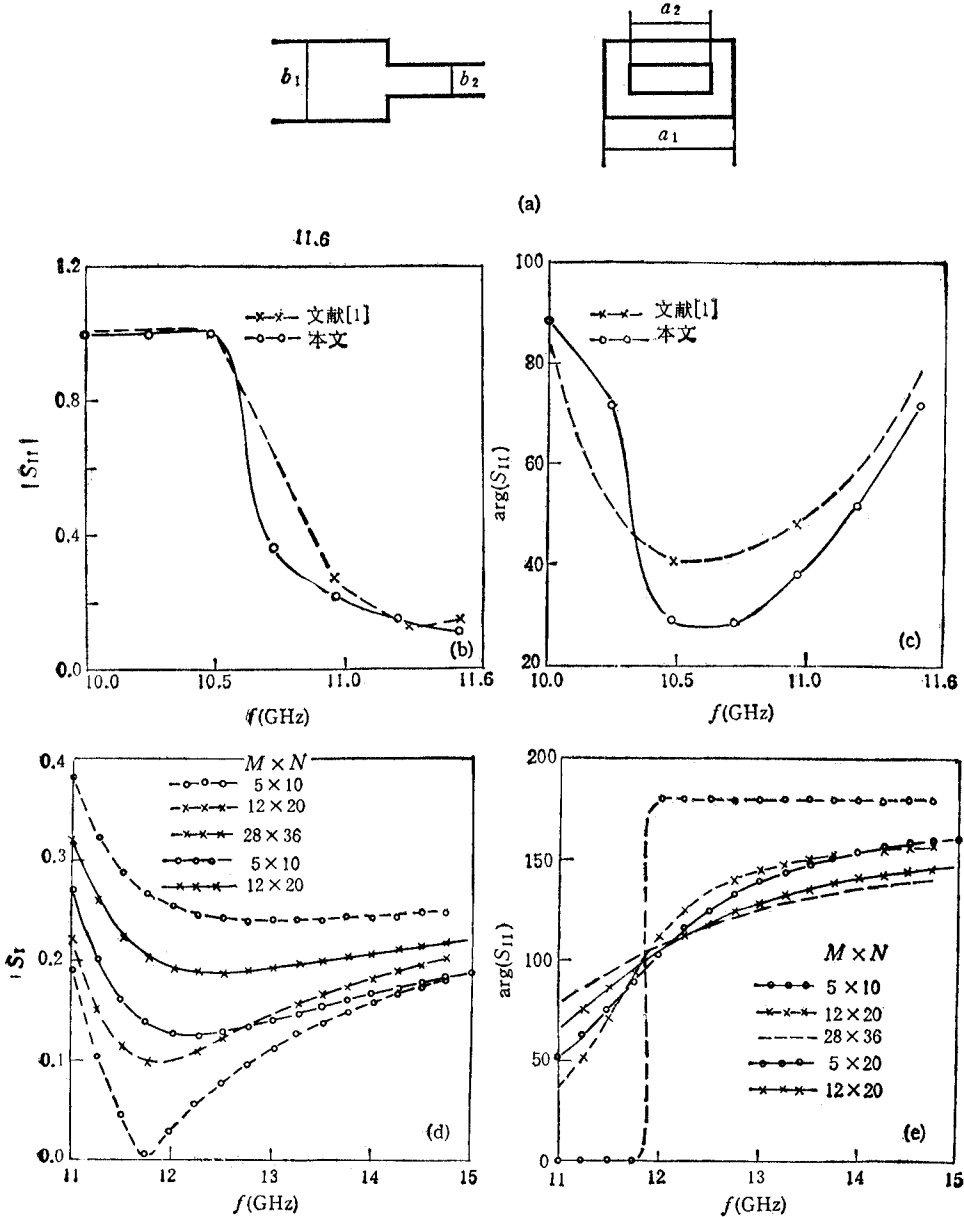 a₂
b₁
b₂
a₁
(a)
11.6
1.2
0.8
0.4
0.0
|S₁₁|
×-×- 文献[1]
o-o- 本文
(b)
10.0 10.5 11.0 11.6
f(GHz)
100
80
60
40
20
arg(S₁₁)
×-×- 文献[1]
o-o- 本文
(c)
10.0 10.5 11.0 11.6
f(GHz)
0.4
0.3
0.2
0.1
0.0
|S₁
M × N
5 × 10
12 × 20
28 × 36
5 × 10
12 × 20
(d)
11 12 13 14 15
f(GHz)
200
150
100
50
0
arg(S₁₁)
M × N
5 × 10
12 × 20
28 × 36
5 × 20
12 × 20
(e)
11 12 13 14 15
f(GHz)